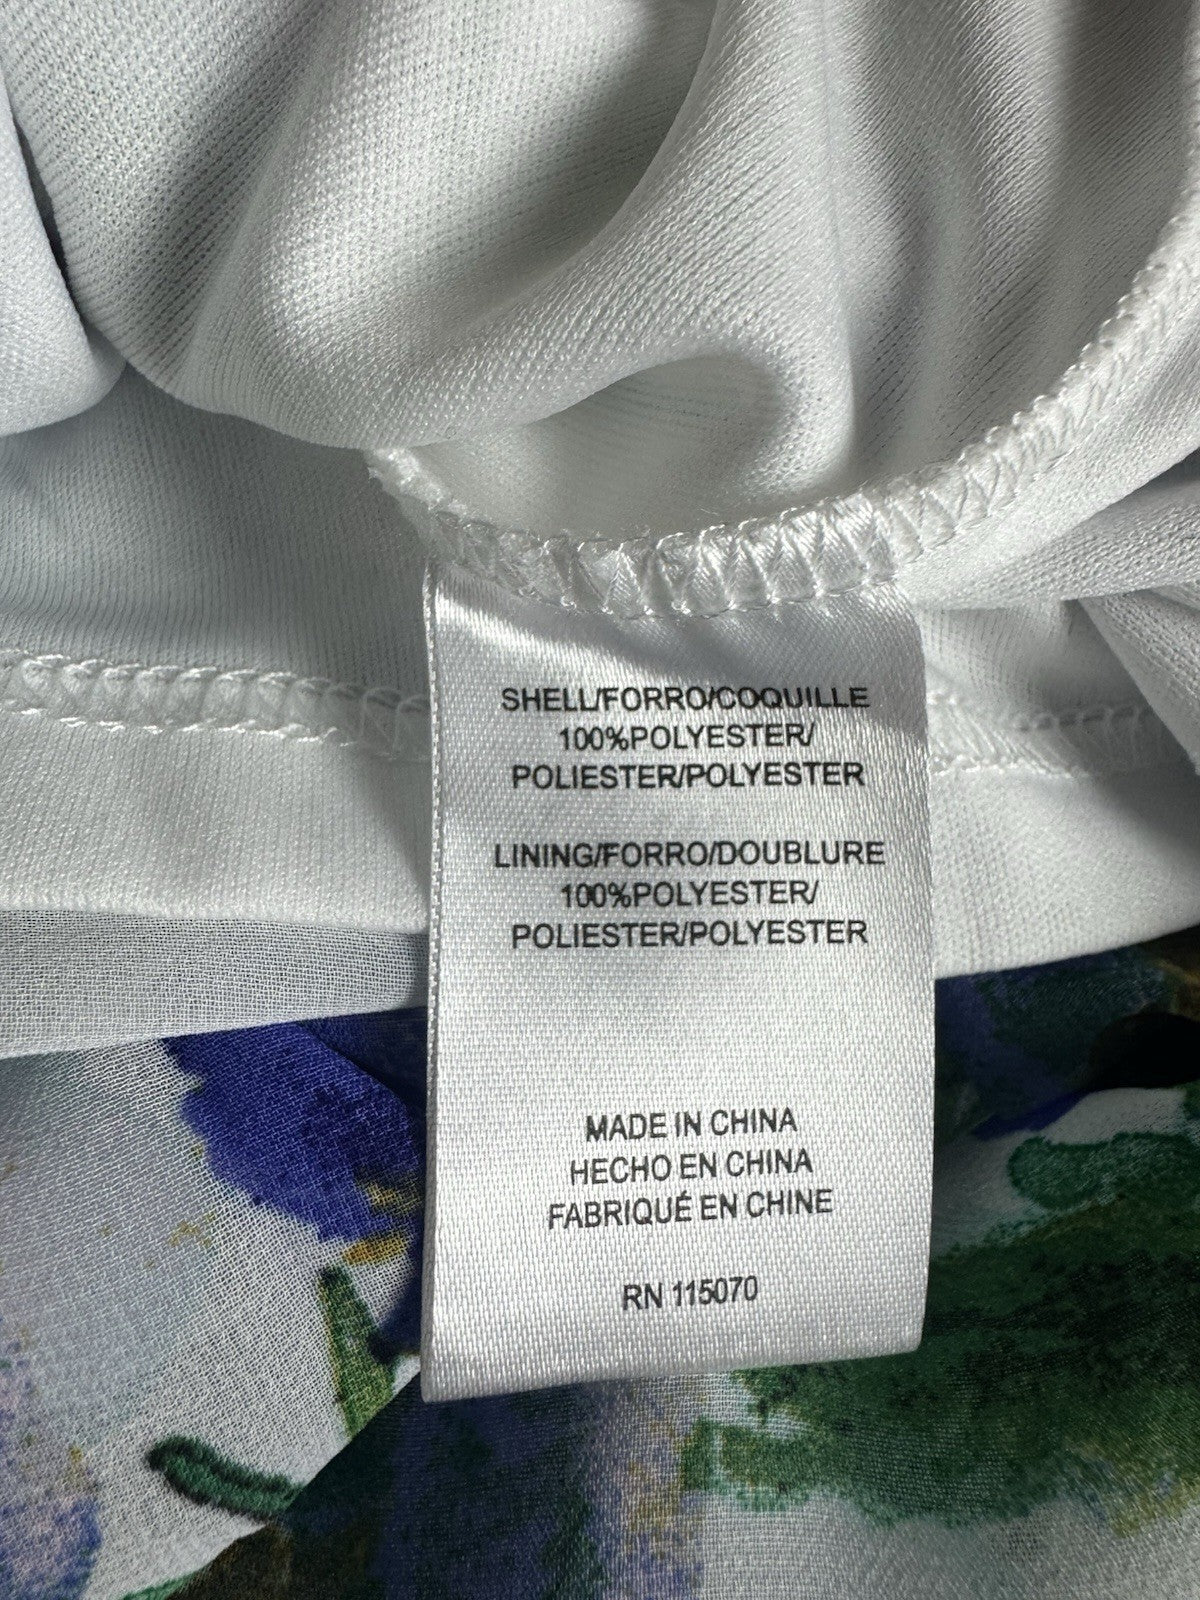 SHELL/FORRO/COQUILLE
100%POLYESTER/
POLIESTER/POLYESTER
LINING/FORRO/DOUBLURE
100%POLYESTER/
POLIESTER/POLYESTER
MADE IN CHINA
HECHO EN CHINA
FABRIQUÉ EN CHINE
RN 115070